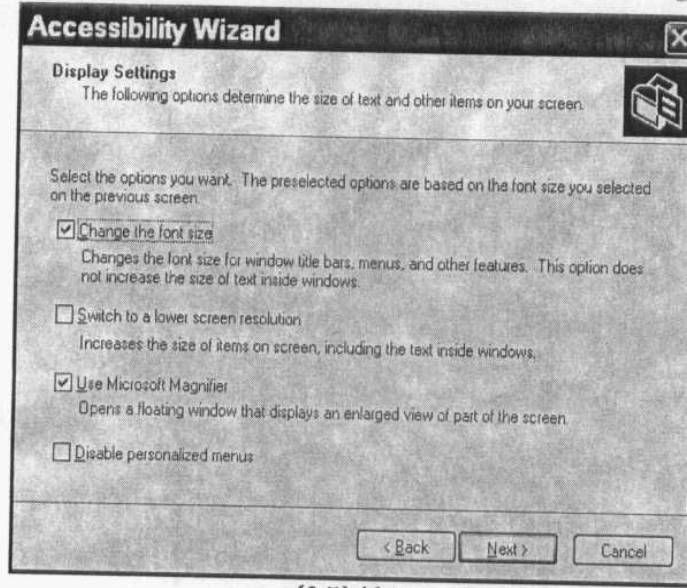 Accessibility Wizard
Display Settings
The following options determine the size of text and other items on your screen.
Select the options you want. The preselected options are based on the font size you selected
on the previous screen.
Change the font size
Changes the font size for window title bars, menus, and other features. This option does
not increase the size of text inside windows.
Switch to a lower screen resolution
Increases the size of items on screen, including the text inside windows.
Use Microsoft Magnifier
Opens a floating window that displays an enlarged view of part of the screen.
Disable personalized menus
< Back
Next >
Cancel